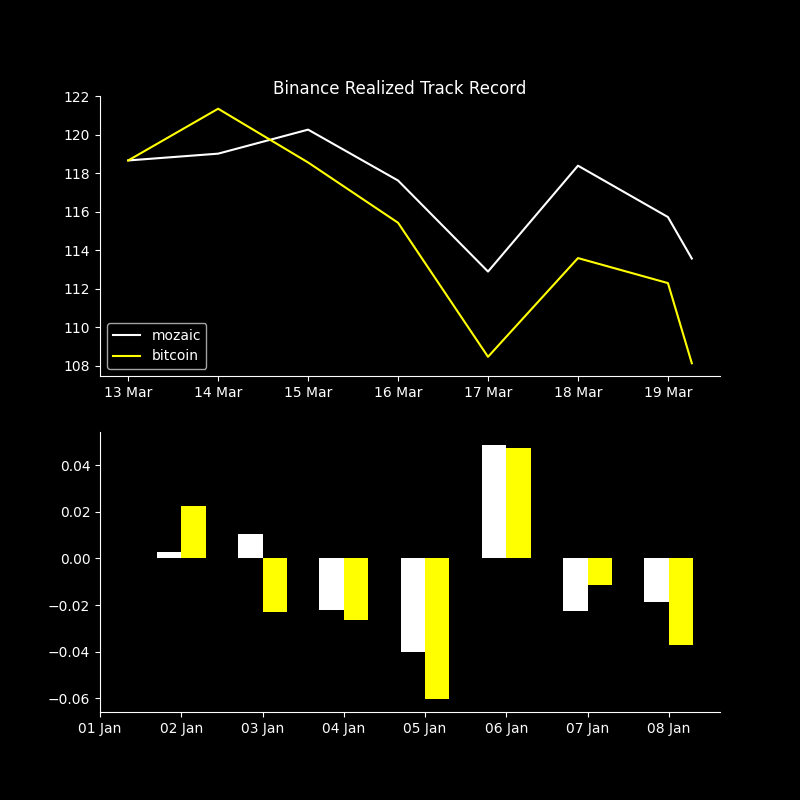 Binance Realized Track Record
122
120
118
116
114
112
110
108
mozaic
bitcoin
13 Mar 14 Mar 15 Mar 16 Mar 17 Mar 18 Mar 19 Mar
0.04
0.02
0.00
−0.02
−0.04
−0.06
01 Jan 02 Jan 03 Jan 04 Jan 05 Jan 06 Jan 07 Jan 08 Jan